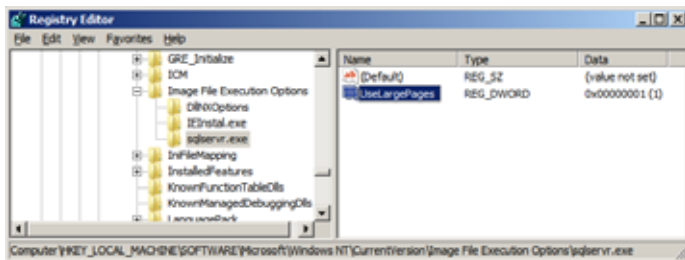 Registry Editor
File Edit View Favorites Help
GRE_Initialize
ICM
Image File Execution Options
DllNXOptions
IEInstal.exe
sqlservr.exe
IniFileMapping
InstalledFeatures
KnownFunctionTableDlls
KnownManagedDebuggingDlls
LanguagePack
Name Type Data
(Default) REG_SZ (value not set)
UseLargePages REG_DWORD 0x00000001 (1)
Computer\HKEY_LOCAL_MACHINE\SOFTWARE\Microsoft\Windows NT\CurrentVersion\Image File Execution Options\sqlservr.exe